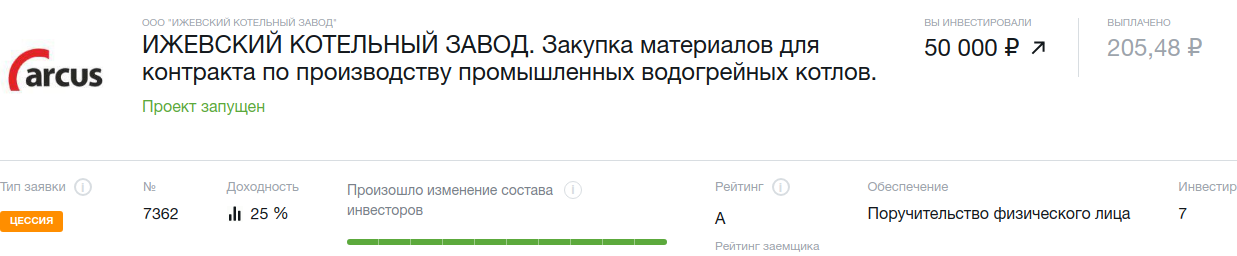 ООО "ИЖЕВСКИЙ КОТЕЛЬНЫЙ ЗАВОД"
ИЖЕВСКИЙ КОТЕЛЬНЫЙ ЗАВОД. Закупка материалов для
контракта по производству промышленных водогрейных котлов.
Проект запущен
arcus
ВЫ ИНВЕСТИРОВАЛИ
50 000 ₽
ВЫПЛАЧЕНО
205,48 ₽
Тип заявки
ЦЕССИЯ
№
7362
Доходность
25 %
Произошло изменение состава
инвесторов
Рейтинг
A
Рейтинг заемщика
Обеспечение
Поручительство физического лица
Инвестир
7